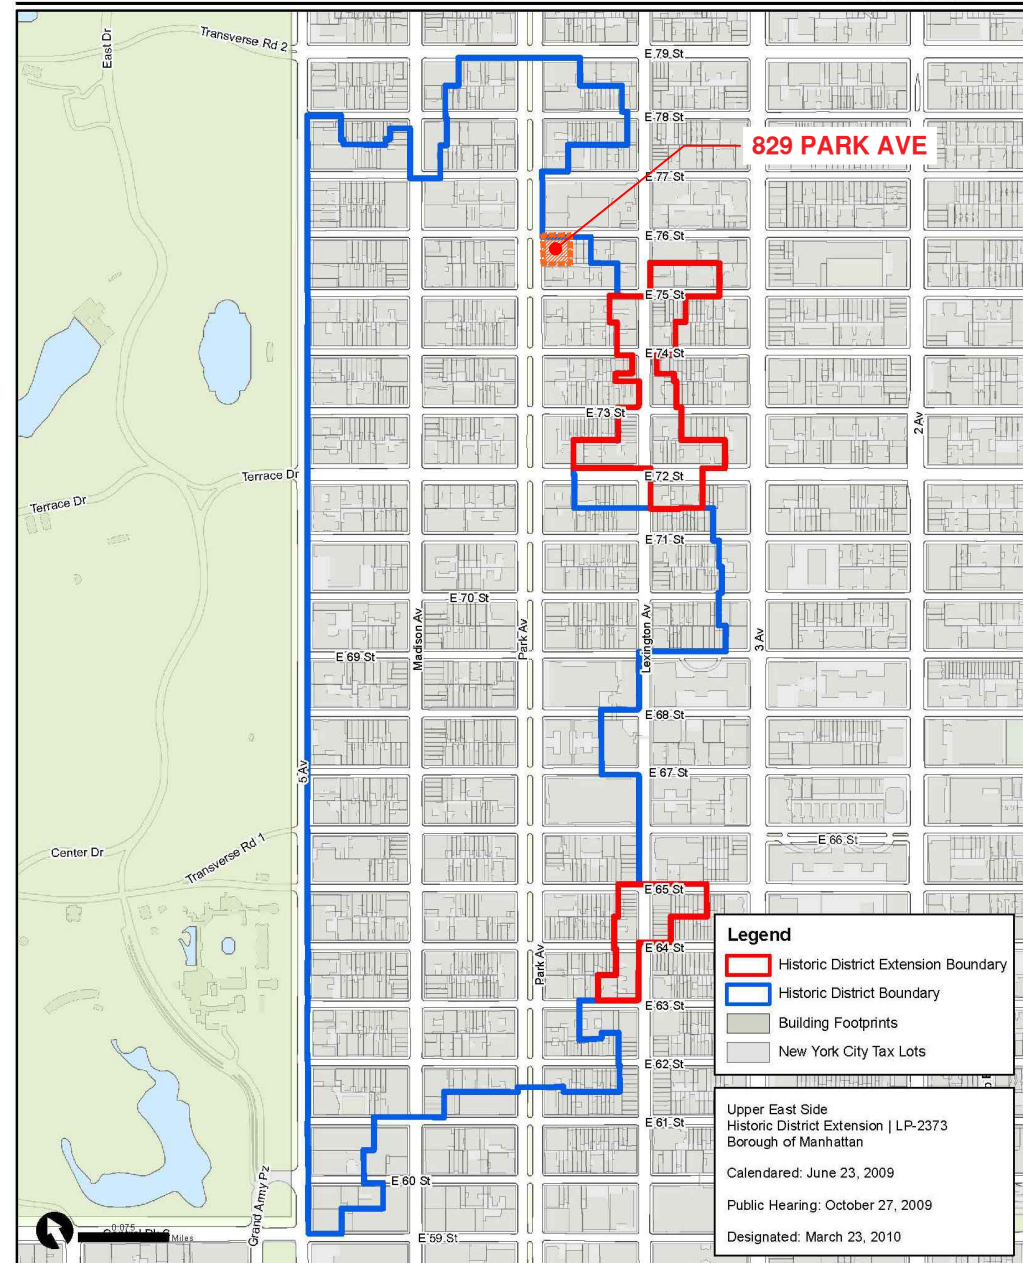 East Dr
Transverse Rd 2
E 79 St
E 78 St
829 PARK AVE
E 77 St
E 76 St
E 75 St
E 74 St
E 73 St
2 Av
E 72 St
Terrace Dr
Terrace Dr
E 71 St
E 70 St
Madison Av
Park Av
Lexington Av
3 Av
E 69 St
E 68 St
5 Av
E 67 St
E 66 St
Center Dr
Transverse Rd 1
E 65 St
E 64 St
Park Av
E 63 St
E 62 St
E 61 St
E 60 St
Grand Army Pz
E 59 St
0.075
Miles
Legend
Historic District Extension Boundary
Historic District Boundary
Building Footprints
New York City Tax Lots
Upper East Side
Historic District Extension | LP-2373
Borough of Manhattan
Calendared: June 23, 2009
Public Hearing: October 27, 2009
Designated: March 23, 2010